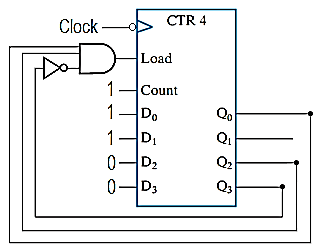 Clock CTR 4
Load
1 Count
1 D₀ Q₀
1 D₁ Q₁
0 D₂ Q₂
0 D₃ Q₃